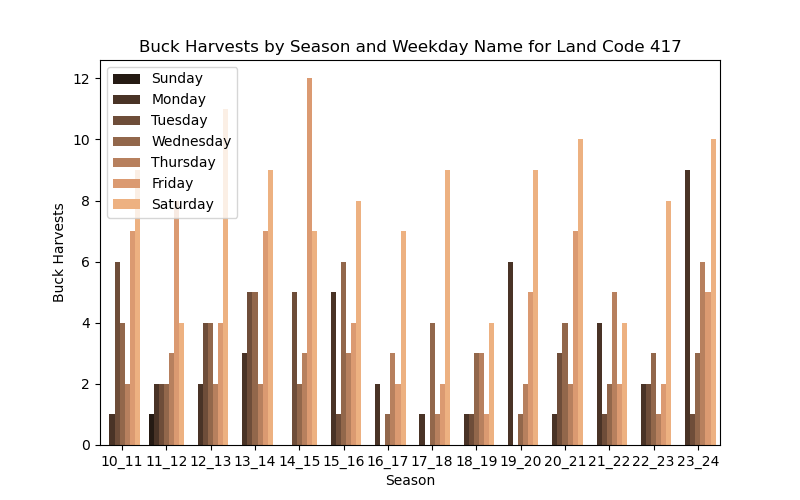 Buck Harvests by Season and Weekday Name for Land Code 417
Buck Harvests
12
10
8
6
4
2
0
Sunday
Monday
Tuesday
Wednesday
Thursday
Friday
Saturday
10_11 11_12 12_13 13_14 14_15 15_16 16_17 17_18 18_19 19_20 20_21 21_22 22_23 23_24
Season